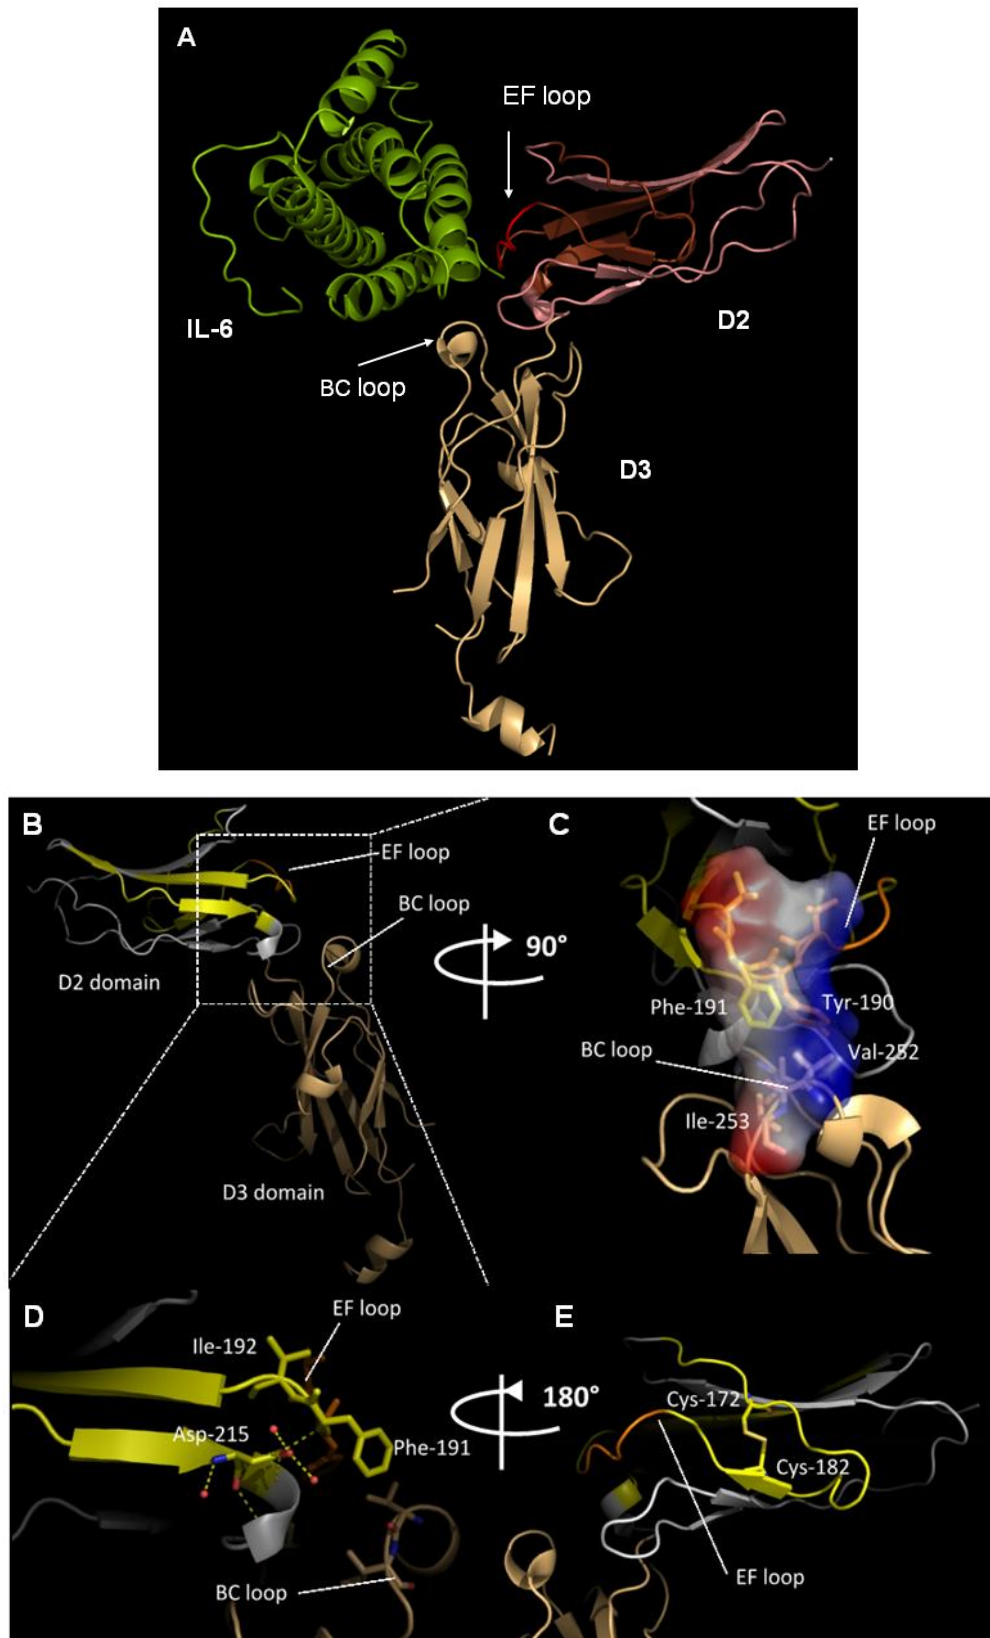 A
EF loop
IL-6
D2
BC loop
D3
B
EF loop
BC loop
D2 domain
D3 domain
90°
C
EF loop
Phe-191
Tyr-190
BC loop
Val-252
Ile-253
D
EF loop
Ile-192
Asp-215
Phe-191
BC loop
180°
E
Cys-172
Cys-182
EF loop